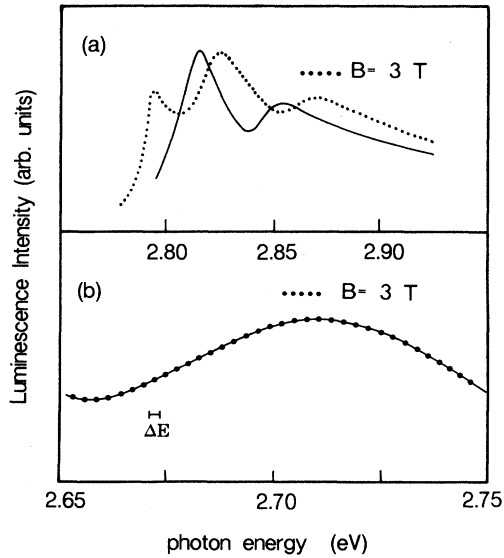 (a)
B= 3 T
2.80 2.85 2.90
Luminescence Intensity (arb. units)
(b)
B= 3 T
ΔE
2.65 2.70 2.75
photon energy (eV)